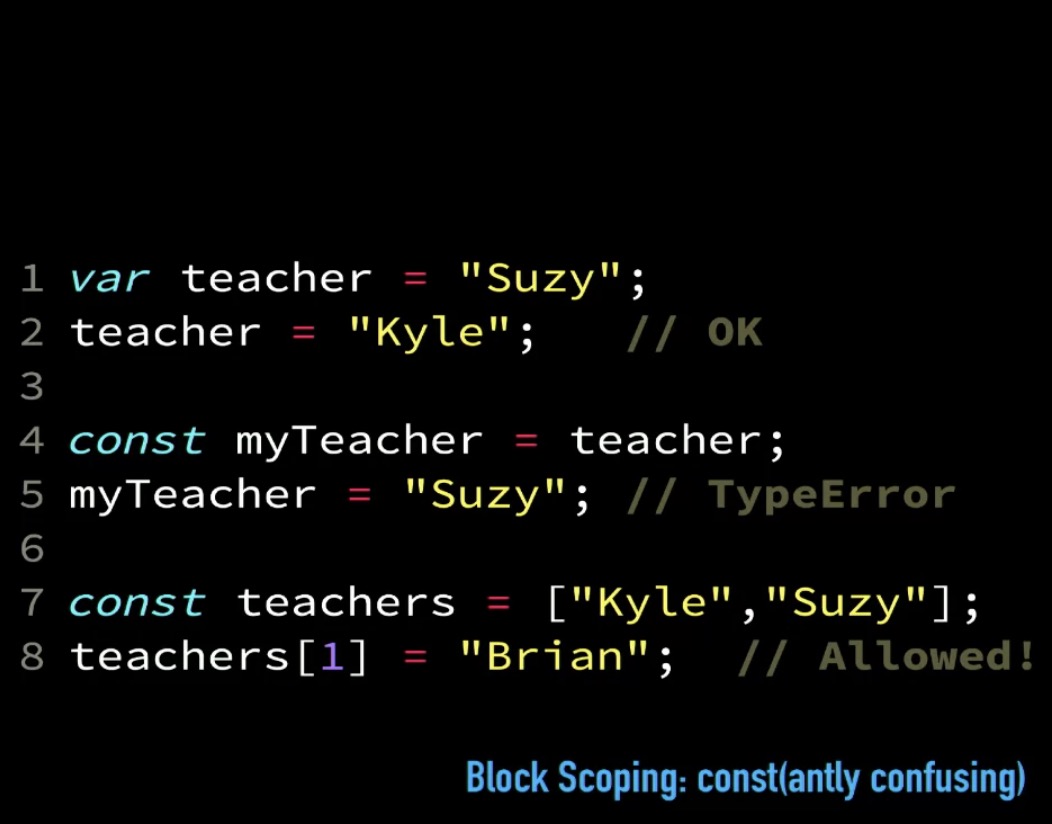 1 var teacher = "Suzy";
2 teacher = "Kyle";   // OK
3
4 const myTeacher = teacher;
5 myTeacher = "Suzy"; // TypeError
6
7 const teachers = ["Kyle","Suzy"];
8 teachers[1] = "Brian";  // Allowed!
Block Scoping: const(antly confusing)